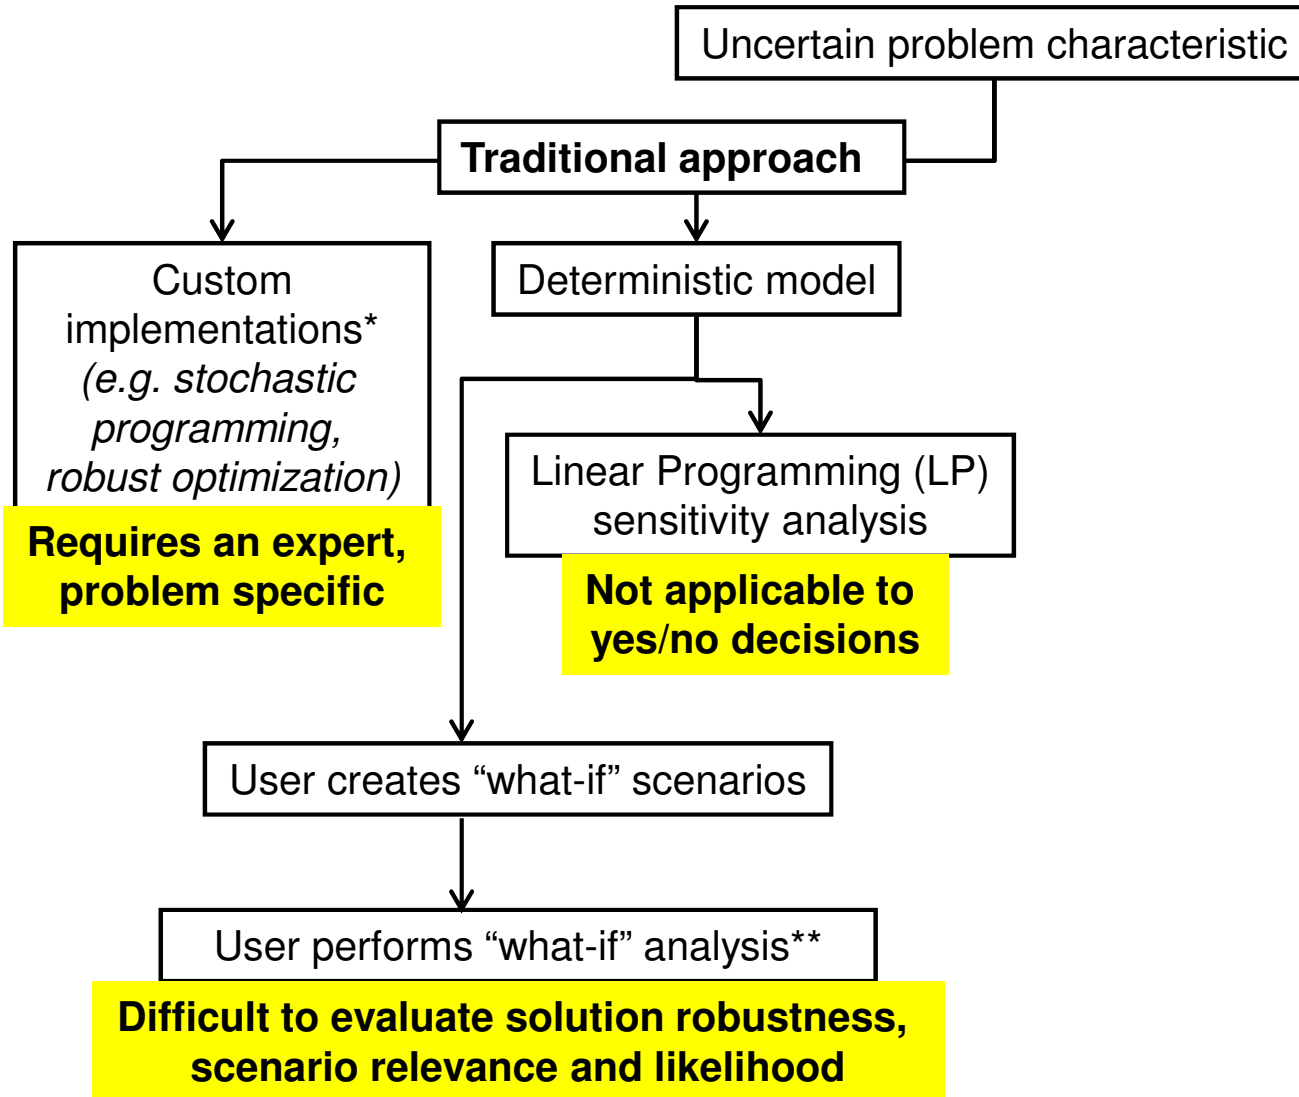 Uncertain problem characteristic
Traditional approach
Custom
implementations*
(e.g. stochastic
programming,
robust optimization)
Requires an expert,
problem specific
Deterministic model
Linear Programming (LP)
sensitivity analysis
Not applicable to
yes/no decisions
User creates “what-if” scenarios
User performs “what-if” analysis**
Difficult to evaluate solution robustness,
scenario relevance and likelihood